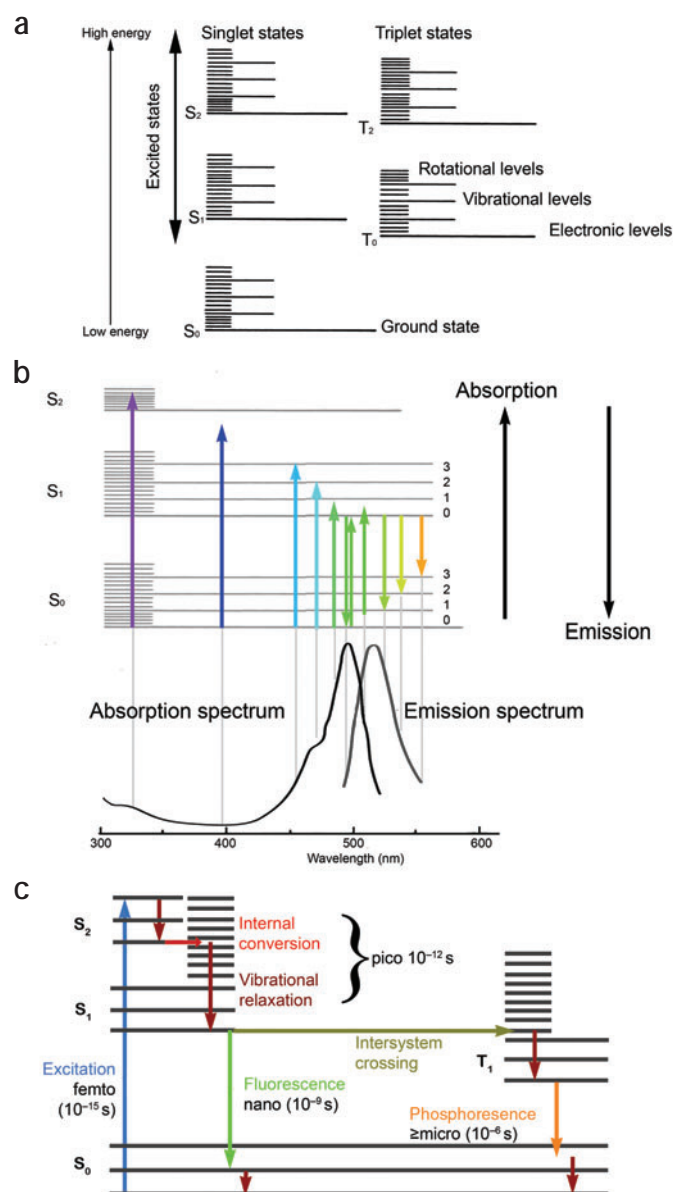 a
High energy
Singlet states
Triplet states
Excited states
S2
T2
Rotational levels
Vibrational levels
S1
T0
Electronic levels
Low energy
S0
Ground state
b
S2
Absorption
S1
3
2
1
0
S0
3
2
1
0
Emission
Absorption spectrum
Emission spectrum
300
400
500
600
Wavelength (nm)
c
S2
Internal
conversion
pico 10⁻¹² s
Vibrational
relaxation
S1
Intersystem
crossing
T1
Excitation
femto
(10⁻¹⁵ s)
Fluorescence
nano (10⁻⁹ s)
Phosphoresence
≥micro (10⁻⁶ s)
S0